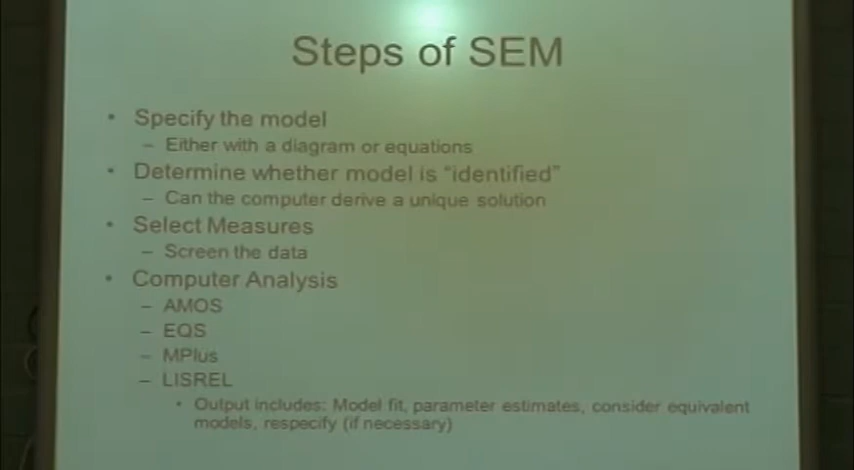 Steps of SEM
• Specify the model
– Either with a diagram or equations
• Determine whether model is "identified"
– Can the computer derive a unique solution
• Select Measures
– Screen the data
• Computer Analysis
– AMOS
– EQS
– MPlus
– LISREL
• Output includes: Model fit, parameter estimates, consider equivalent
models, respecify (if necessary)